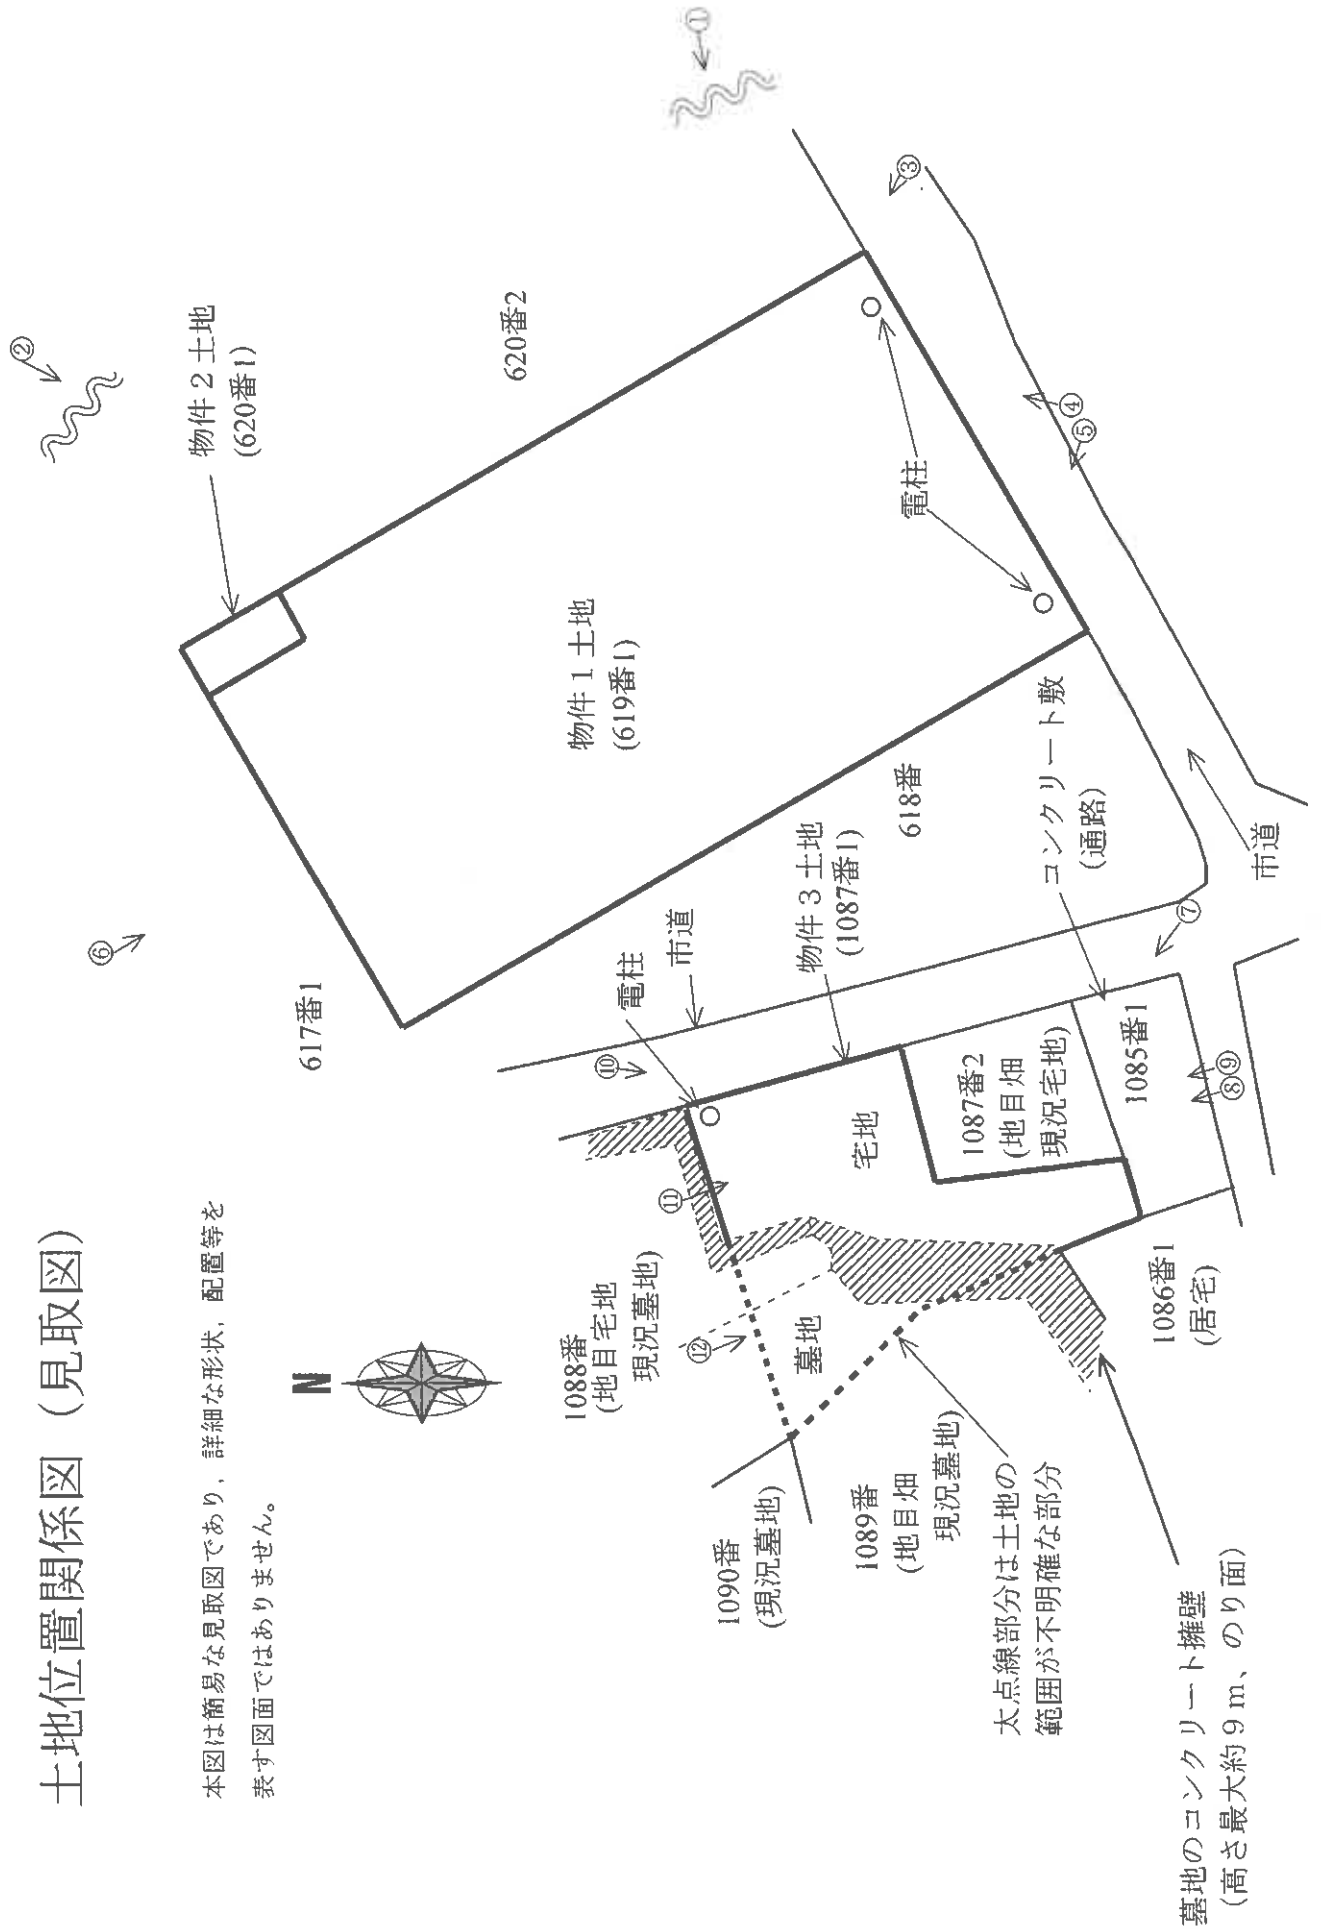 土地位置関係図（見取図）
本図は簡易な見取図であり，詳細な形状，配置等を
表す図面ではありません。
N
①
②
物件２土地
(620番1)
620番2
③
④
⑤
電柱
物件１土地
(619番1)
⑥
617番1
618番
電柱
市道
物件３土地
(1087番1)
コンクリート敷
（通路）
市道
⑦
⑩
⑪
宅地
1087番2
(地目畑
現況宅地)
1085番1
⑧
⑨
1088番
(地目宅地
現況墓地)
⑫
墓地
1086番1
(居宅)
1090番
(現況墓地)
1089番
(地目畑
現況墓地)
太点線部分は土地の
範囲が不明確な部分
墓地のコンクリート擁壁
（高さ最大約９ｍ、のり面）